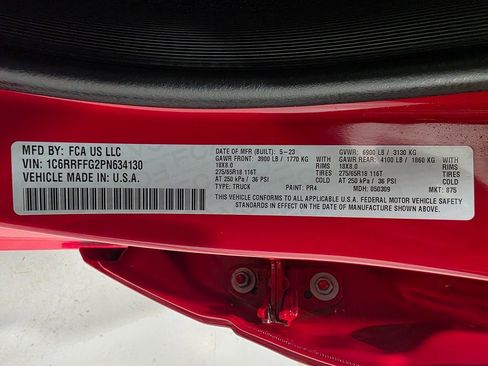 MFD BY: FCA US LLC
VIN: 1C6RRFFG2PN634130
VEHICLE MADE IN: U.S.A.
DATE OF MFR (BUILT): 5-23 GVWR: 6900 LB / 3130 KG
GAWR FRONT: 3900 LB / 1770 KG WITH GAWR REAR: 4100 LB / 1860 KG WITH
18X8.0 RIMS 18X8.0 RIMS
275/65R18 116T TIRES 275/65R18 116T TIRES
AT 250 kPa / 36 PSI COLD AT 250 kPa / 36 PSI COLD
TYPE: TRUCK PAINT: PR4 MDH: 050309 MKT: 875
THIS VEHICLE CONFORMS TO ALL APPLICABLE U.S.A. FEDERAL MOTOR VEHICLE SAFETY
STANDARDS IN EFFECT ON THE DATE OF MANUFACTURE SHOWN ABOVE.